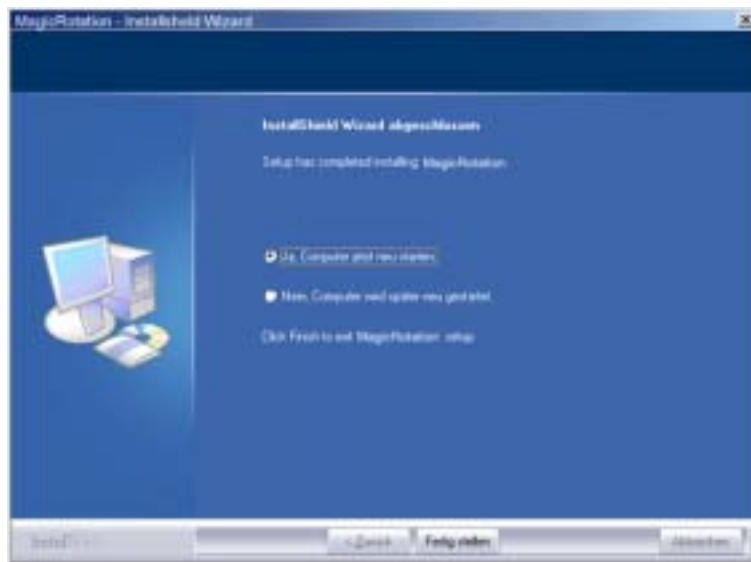 MagicRotation - InstallShield Wizard
InstallShield Wizard abgeschlossen
Setup has completed installing MagicRotation
Ja, Computer jetzt neu starten.
Nein, Computer wird später neu gestartet.
Click Finish to exit MagicRotation setup
< Zurück
Fertig stellen
Abbrechen